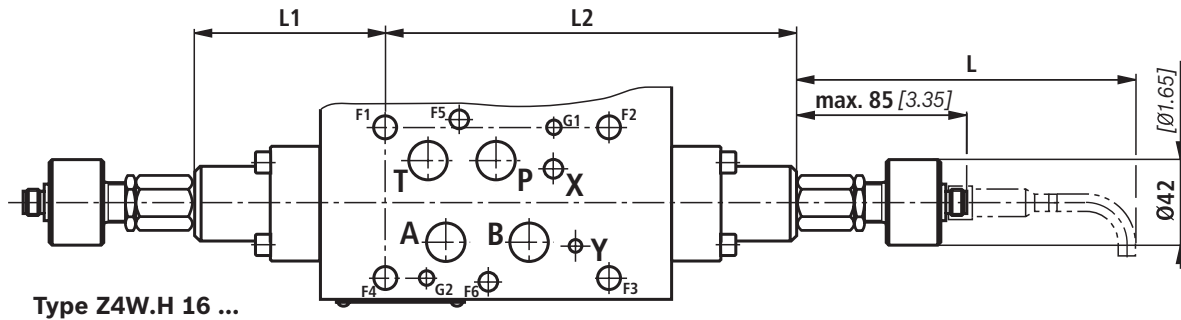 L1
L2
L
max. 85 [3.35]
[Ø1.65]
Ø42
F1
F5
G1
F2
T
P
X
A
B
Y
F4
G2
F6
F3
Type Z4W.H 16 ...